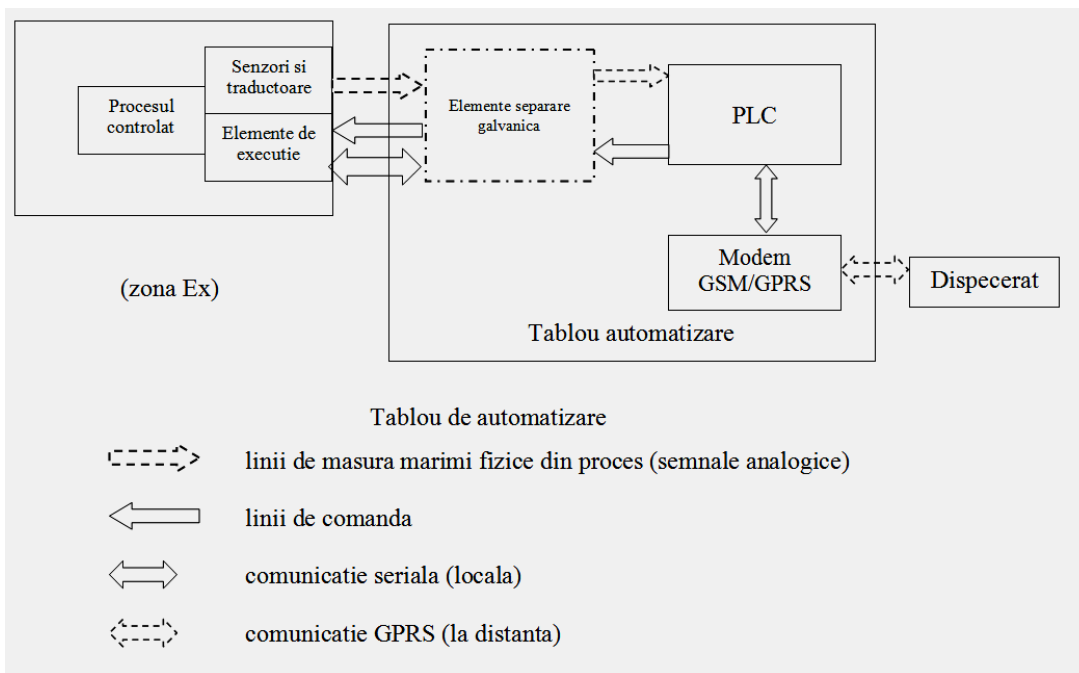 Senzori si
traductoare
Procesul
controlat
Elemente de
executie
Elemente separare
galvanica
PLC
Modem
GSM/GPRS
Dispecerat
(zona Ex)
Tablou automatizare
Tablou de automatizare
linii de masura marimi fizice din proces (semnale analogice)
linii de comanda
comunicatie seriala (locala)
comunicatie GPRS (la distanta)